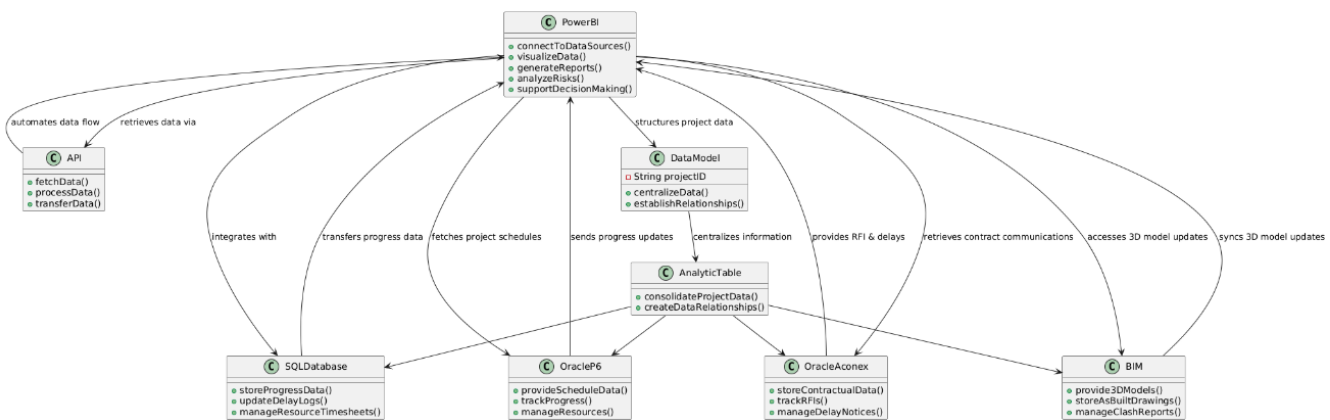 C PowerBI
connectToDataSources()
visualizeData()
generateReports()
analyzeRisks()
supportDecisionMaking()
automates data flow
retrieves data via
structures project data
C API
fetchData()
processData()
transferData()
C DataModel
String projectID
centralizeData()
establishRelationships()
integrates with
transfers progress data
fetches project schedules
sends progress updates
centralizes information
provides RFI & delays
retrieves contract communications
accesses 3D model updates
syncs 3D model updates
C AnalyticTable
consolidateProjectData()
createDataRelationships()
C SQLDatabase
storeProgressData()
updateDelayLogs()
manageResourceTimesheets()
C OracleP6
provideScheduleData()
trackProgress()
manageResources()
C OracleAconex
storeContractualData()
trackRFIs()
manageDelayNotices()
C BIM
provide3DModels()
storeAsBuiltDrawings()
manageClashReports()